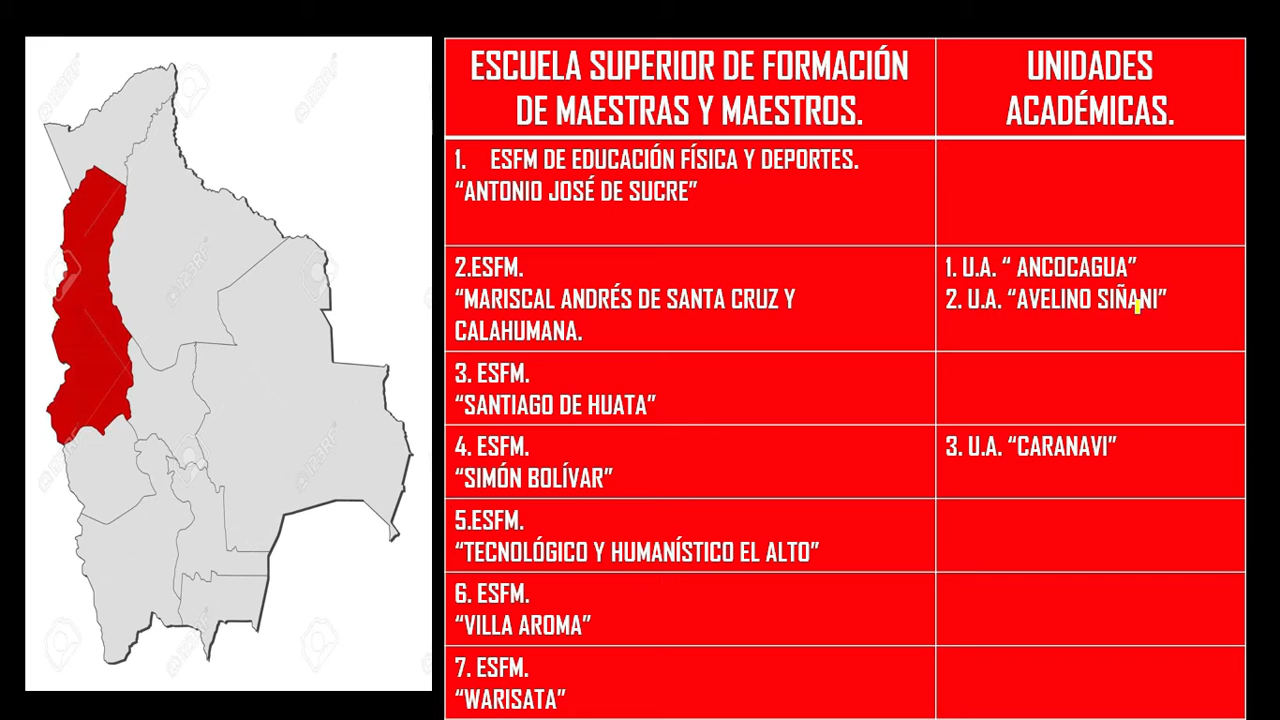 ESCUELA SUPERIOR DE FORMACIÓN
DE MAESTRAS Y MAESTROS.
UNIDADES
ACADÉMICAS.
1. ESFM DE EDUCACIÓN FÍSICA Y DEPORTES.
“ANTONIO JOSÉ DE SUCRE”
2.ESFM.
“MARISCAL ANDRÉS DE SANTA CRUZ Y
CALAHUMANA.
1. U.A. “ ANCOCAGUA”
2. U.A. “AVELINO SIÑANI”
3. ESFM.
“SANTIAGO DE HUATA”
4. ESFM.
“SIMÓN BOLÍVAR”
3. U.A. “CARANAVI”
5.ESFM.
“TECNOLÓGICO Y HUMANÍSTICO EL ALTO”
6. ESFM.
“VILLA AROMA”
7. ESFM.
“WARISATA”